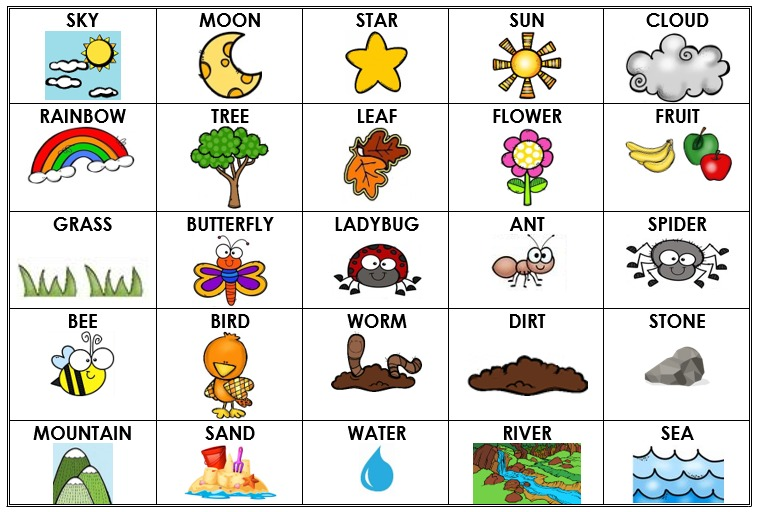 SKY
MOON
STAR
SUN
CLOUD
RAINBOW
TREE
LEAF
FLOWER
FRUIT
GRASS
BUTTERFLY
LADYBUG
ANT
SPIDER
BEE
BIRD
WORM
DIRT
STONE
MOUNTAIN
SAND
WATER
RIVER
SEA